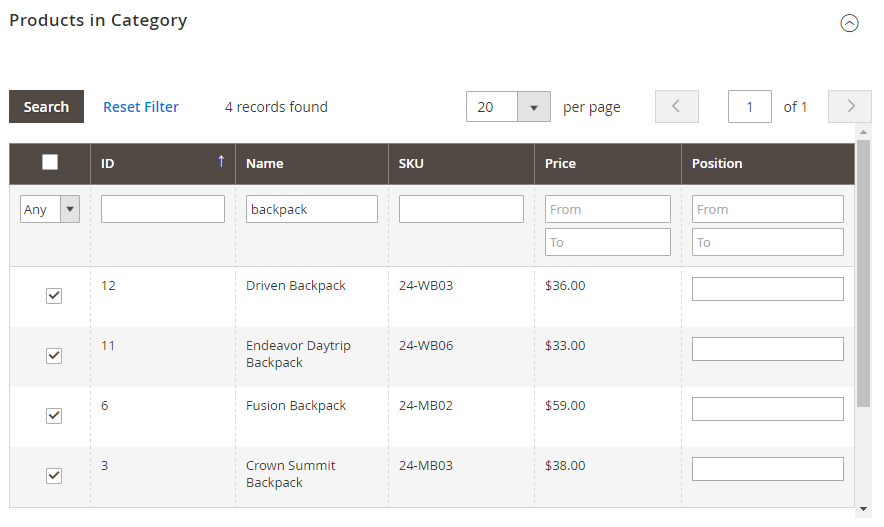 Products in Category
Search Reset Filter 4 records found 20 per page 1 of 1
ID ↑ Name SKU Price Position
Any backpack From From
To To
12 Driven Backpack 24-WB03 $36.00
11 Endeavor Daytrip 24-WB06 $33.00
Backpack
6 Fusion Backpack 24-MB02 $59.00
3 Crown Summit 24-MB03 $38.00
Backpack